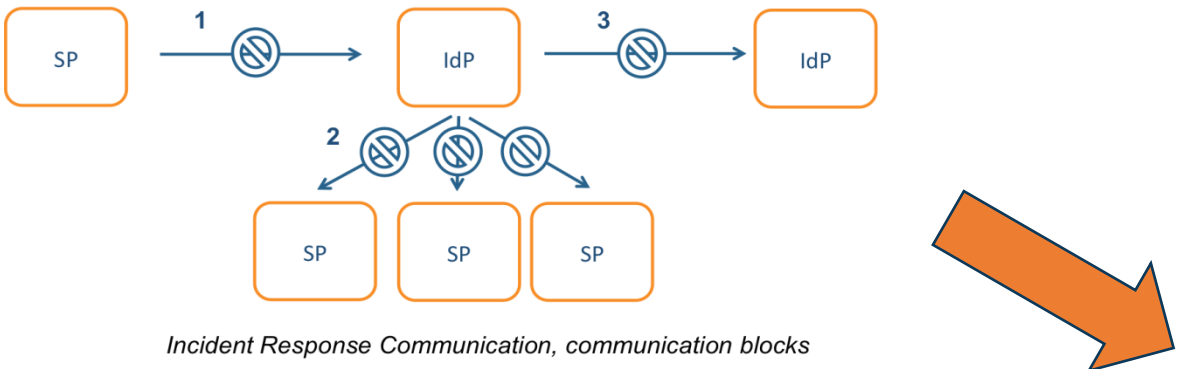 1
3
SP
IdP
IdP
2
SP
SP
SP
Incident Response Communication, communication blocks